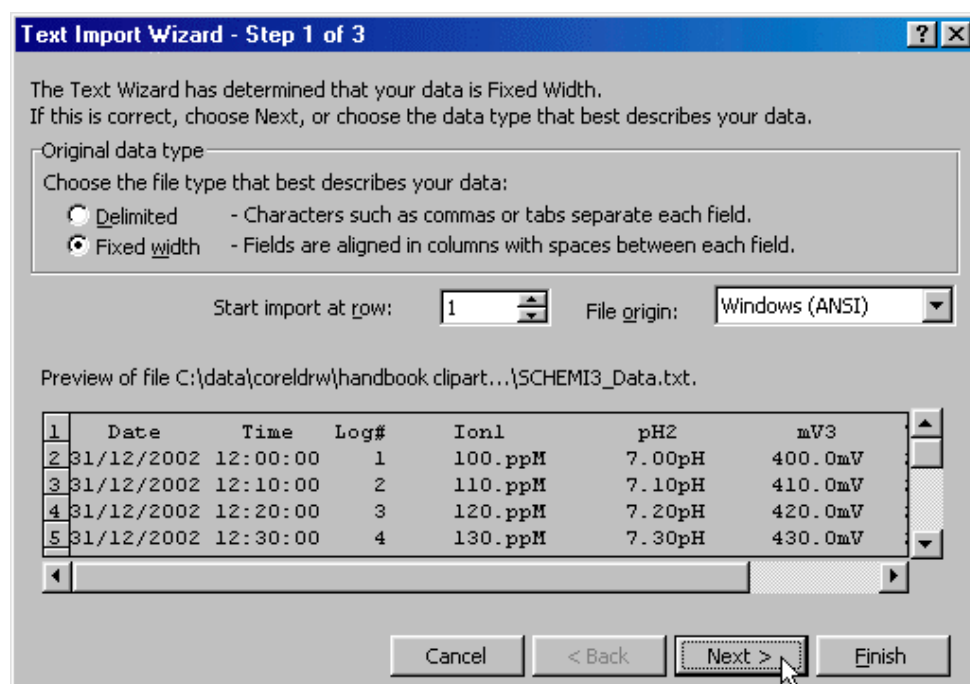 Text Import Wizard - Step 1 of 3
The Text Wizard has determined that your data is Fixed Width.
If this is correct, choose Next, or choose the data type that best describes your data.
Original data type
Choose the file type that best describes your data:
Delimited - Characters such as commas or tabs separate each field.
Fixed width - Fields are aligned in columns with spaces between each field.
Start import at row: 1 File origin: Windows (ANSI)
Preview of file C:\data\coreldrw\handbook clipart...\SCHEMI3_Data.txt.
1 Date Time Log# Ion1 pH2 mV3
2 31/12/2002 12:00:00 1 100.ppM 7.00pH 400.0mV
3 31/12/2002 12:10:00 2 110.ppM 7.10pH 410.0mV
4 31/12/2002 12:20:00 3 120.ppM 7.20pH 420.0mV
5 31/12/2002 12:30:00 4 130.ppM 7.30pH 430.0mV
Cancel < Back Next > Finish